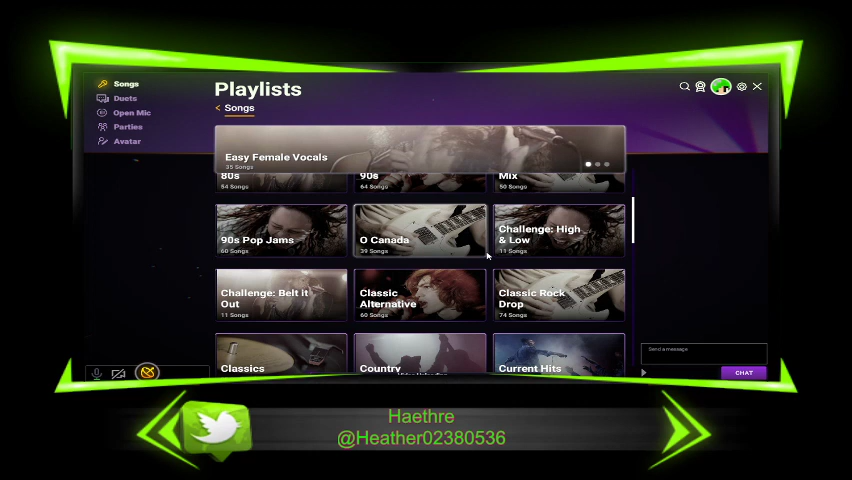 Songs
Duets
Open Mic
Parties
Avatar
Playlists
< Songs
Easy Female Vocals
35 Songs
80s
54 Songs
90s
64 Songs
Mix
50 Songs
90s Pop Jams
60 Songs
O Canada
39 Songs
Challenge: High
& Low
11 Songs
Challenge: Belt it
Out
11 Songs
Classic
Alternative
60 Songs
Classic Rock
Drop
74 Songs
Classics
Country
Current Hits
Send a message
CHAT
Haethre
@Heather02380536